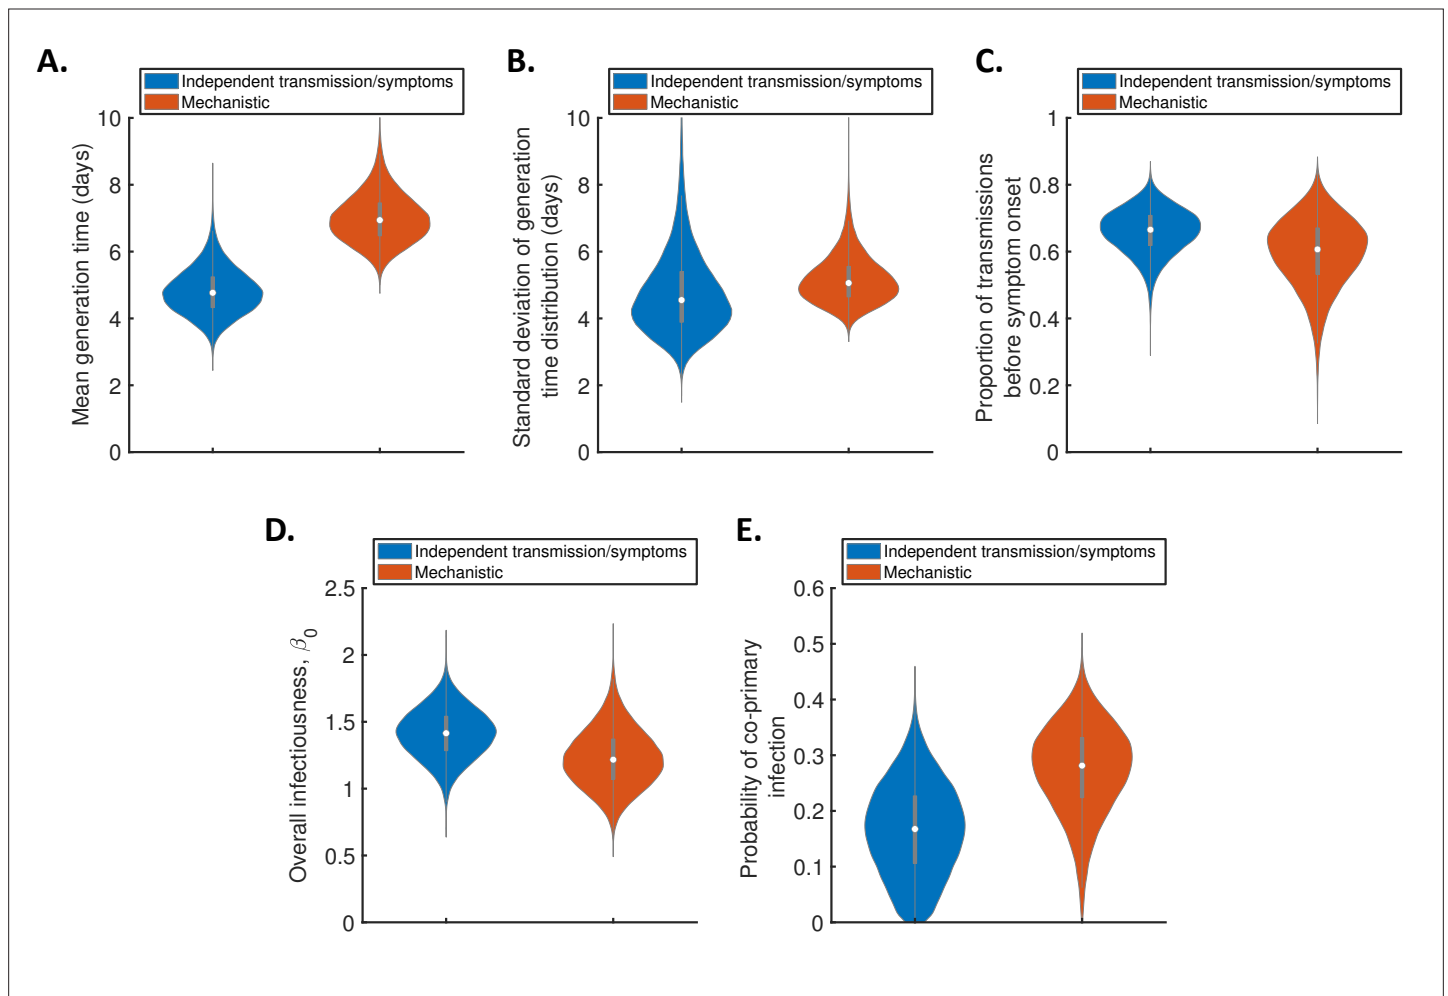 A.
Independent transmission/symptoms
Mechanistic
Mean generation time (days)
10
8
6
4
2
0
B.
Independent transmission/symptoms
Mechanistic
Standard deviation of generation
time distribution (days)
10
8
6
4
2
0
C.
Independent transmission/symptoms
Mechanistic
Proportion of transmissions
before symptom onset
1
0.8
0.6
0.4
0.2
0
D.
Independent transmission/symptoms
Mechanistic
Overall infectiousness, β0
2.5
2
1.5
1
0.5
0
E.
Independent transmission/symptoms
Mechanistic
Probability of co-primary
infection
0.6
0.5
0.4
0.3
0.2
0.1
0